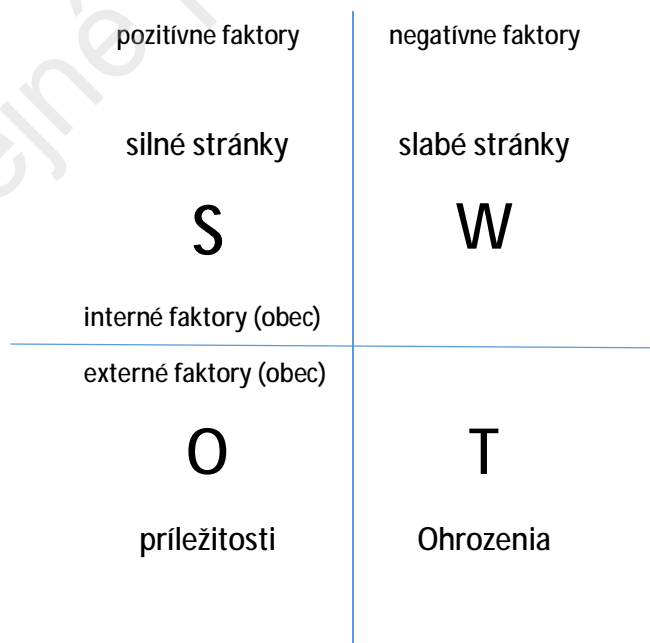 pozitívne faktory negatívne faktory
silné stránky slabé stránky
S W
interné faktory (obec)
externé faktory (obec)
O T
príležitosti Ohrozenia